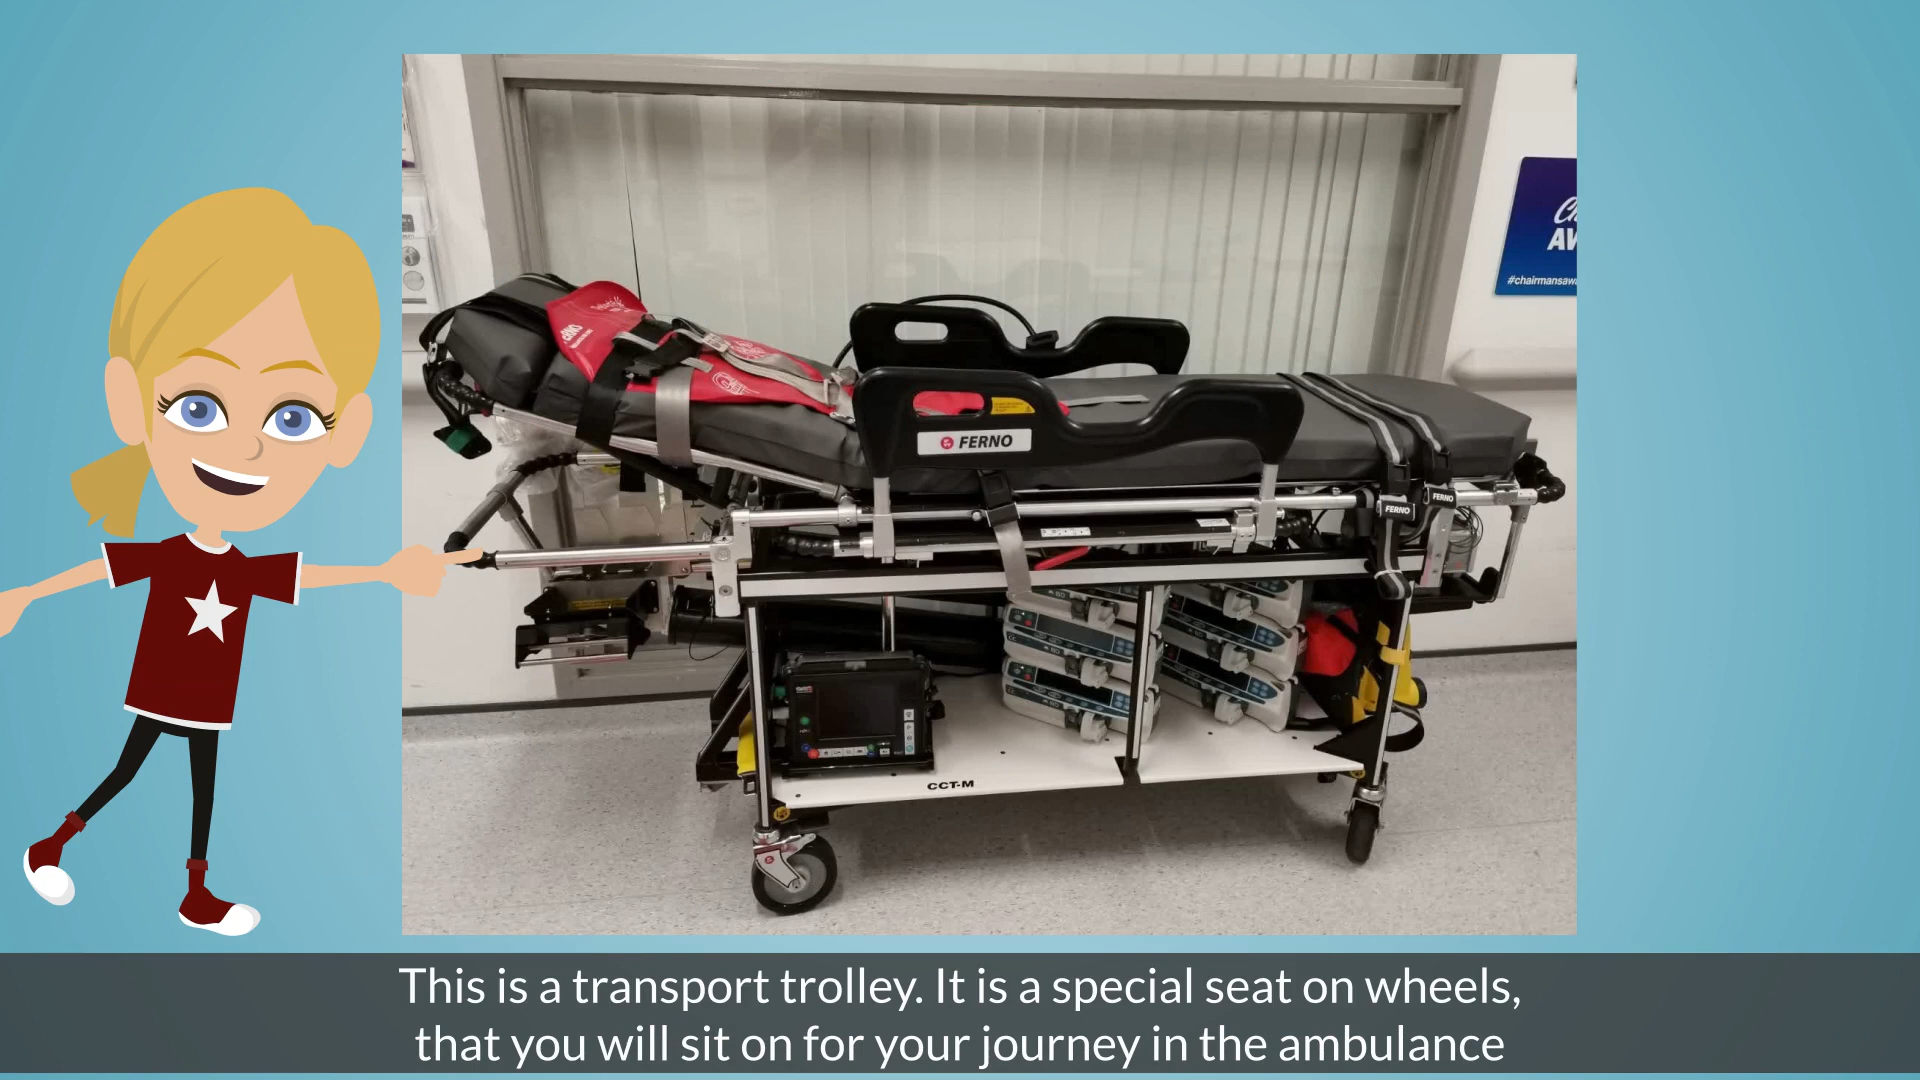 #chairmansaw
FERNO
FERNO
FERNO
CCT-M
This is a transport trolley. It is a special seat on wheels,
that you will sit on for your journey in the ambulance